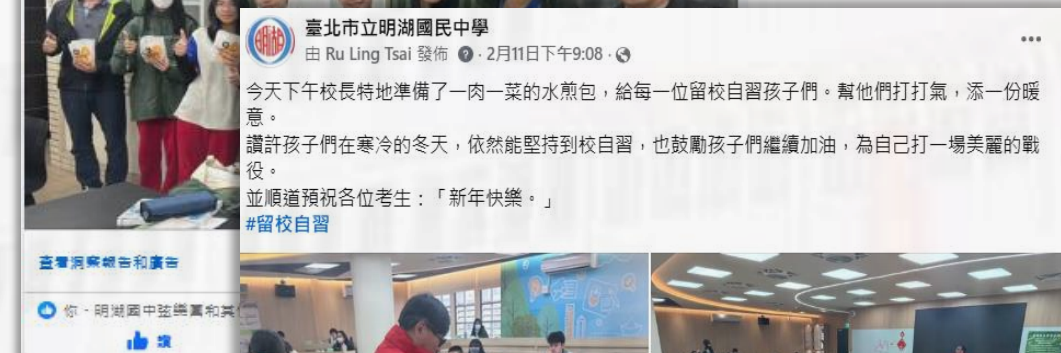 臺北市立明湖國民中學
由 Ru Ling Tsai 發佈 · 2月11日下午9:08 ·
今天下午校長特地準備了一肉一菜的水煎包,給每一位留校自習孩子們。幫他們打打氣,添一份暖
意。
讚許孩子們在寒冷的冬天,依然能堅持到校自習,也鼓勵孩子們繼續加油,為自己打一場美麗的戰
役。
並順道預祝各位考生:「新年快樂。」
#留校自習
查看洞察報告和廣告
你、明湖國中弦樂團和其
讚